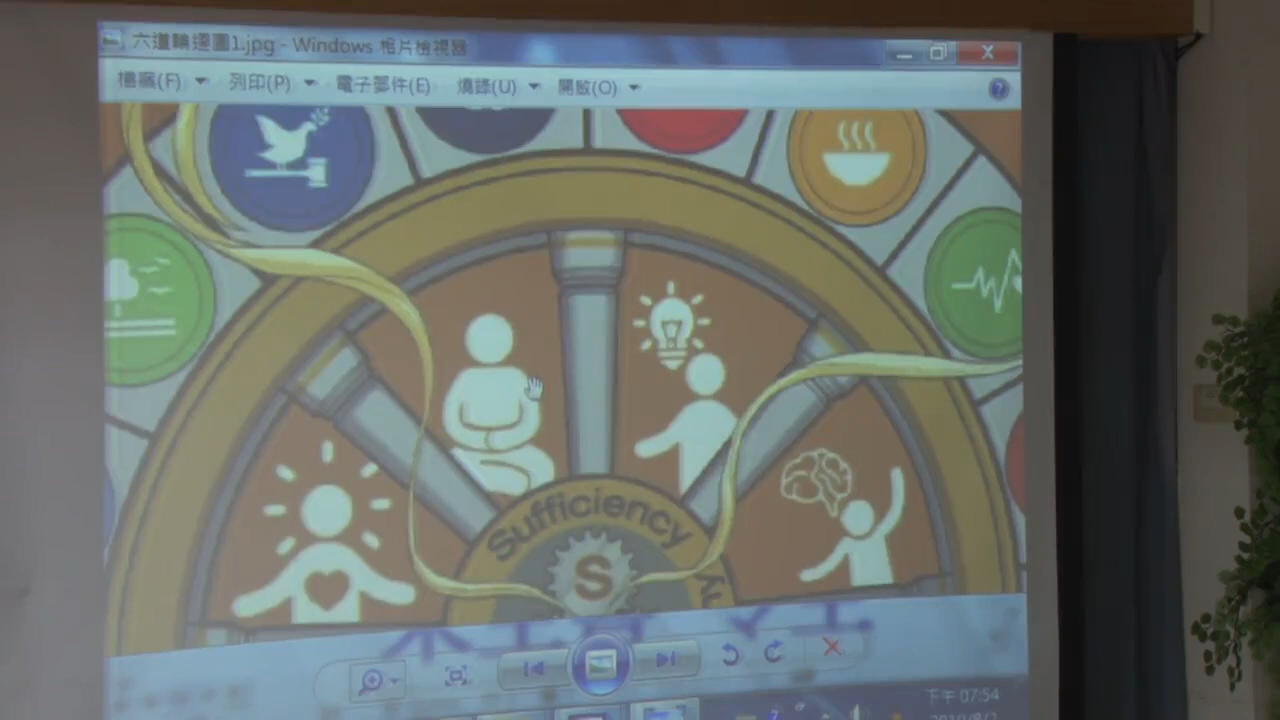 六道輪迴圖1.jpg - Windows 相片檢視器
檔案(F) 列印(P) 電子郵件(E) 燒錄(U) 開啟(O)
Sufficiency
S
下午 07:54